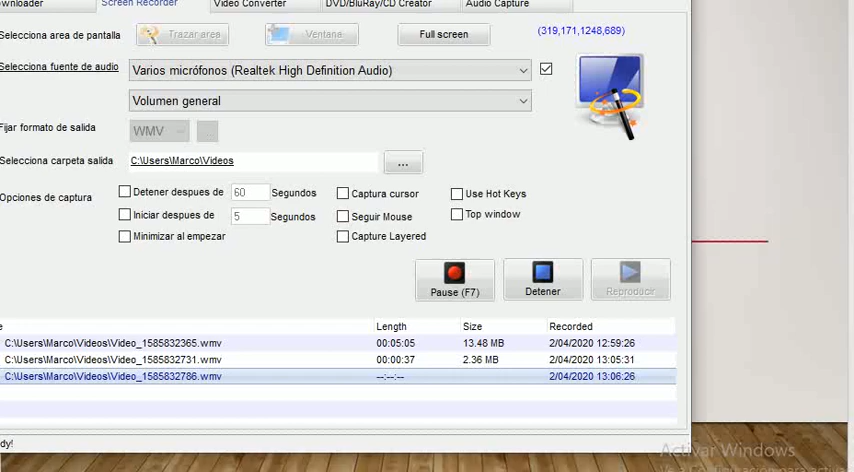 wnloader Screen Recorder Video Converter DVD/BluRay/CD Creator Audio Capture
Selecciona area de pantalla Trazar area Ventana Full screen (319,171,1248,689)
Selecciona fuente de audio Varios micrófonos (Realtek High Definition Audio)
Volumen general
Fijar formato de salida WMV ...
Selecciona carpeta salida C:\Users\Marco\Videos ...
Opciones de captura Detener despues de 60 Segundos Captura cursor Use Hot Keys
Iniciar despues de 5 Segundos Seguir Mouse Top window
Minimizar al empezar Capture Layered
Pause (F7) Detener Reproducir
e Length Size Recorded
C:\Users\Marco\Videos\Video_1585832365.wmv 00:05:05 13.48 MB 2/04/2020 12:59:26
C:\Users\Marco\Videos\Video_1585832731.wmv 00:00:37 2.36 MB 2/04/2020 13:05:31
C:\Users\Marco\Videos\Video_1585832786.wmv --:--:-- 2/04/2020 13:06:26
dy!
Activar Windows
Ve a Configuración para activa